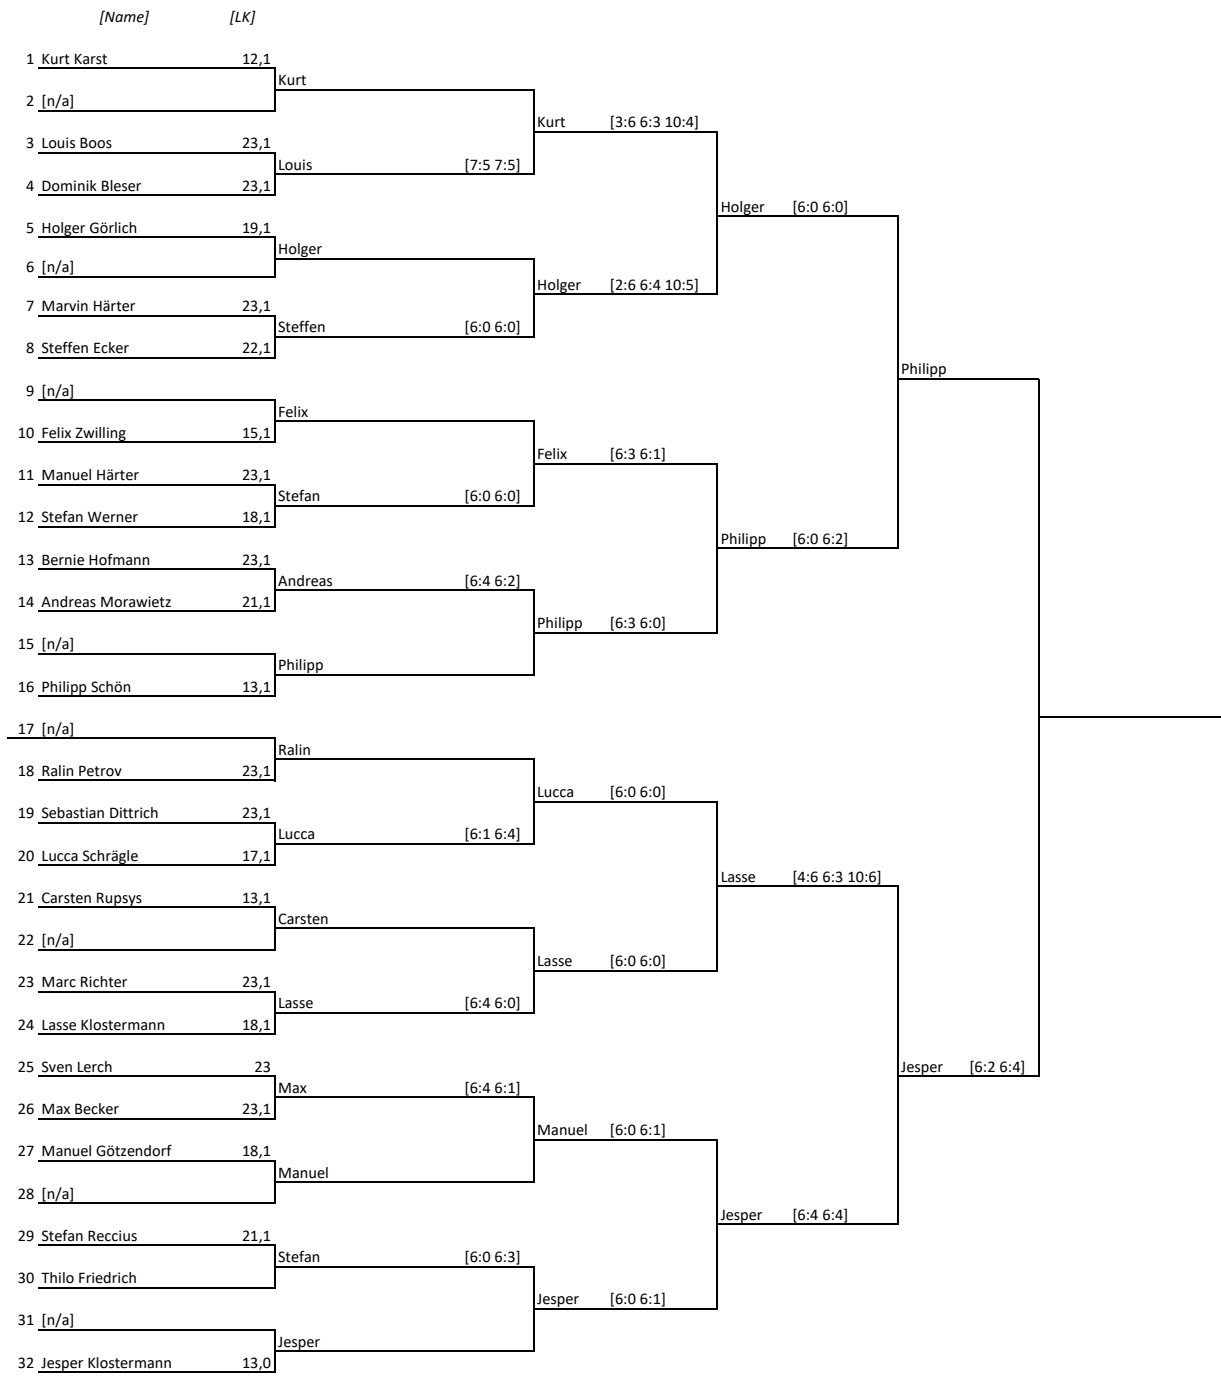 [Name] [LK]
1 Kurt Karst 12,1
Kurt
2 [n/a]
Kurt [3:6 6:3 10:4]
3 Louis Boos 23,1
Louis [7:5 7:5]
4 Dominik Bleser 23,1
Holger [6:0 6:0]
5 Holger Görlich 19,1
Holger
6 [n/a]
Holger [2:6 6:4 10:5]
7 Marvin Härter 23,1
Steffen [6:0 6:0]
8 Steffen Ecker 22,1
Philipp
9 [n/a]
Felix
10 Felix Zwilling 15,1
Felix [6:3 6:1]
11 Manuel Härter 23,1
Stefan [6:0 6:0]
12 Stefan Werner 18,1
Philipp [6:0 6:2]
13 Bernie Hofmann 23,1
Andreas [6:4 6:2]
14 Andreas Morawietz 21,1
Philipp [6:3 6:0]
15 [n/a]
Philipp
16 Philipp Schön 13,1
17 [n/a]
Ralin
18 Ralin Petrov 23,1
Lucca [6:0 6:0]
19 Sebastian Dittrich 23,1
Lucca [6:1 6:4]
20 Lucca Schrägle 17,1
Lasse [4:6 6:3 10:6]
21 Carsten Rupsys 13,1
Carsten
22 [n/a]
Lasse [6:0 6:0]
23 Marc Richter 23,1
Lasse [6:4 6:0]
24 Lasse Klostermann 18,1
25 Sven Lerch 23
Jesper [6:2 6:4]
Max [6:4 6:1]
26 Max Becker 23,1
Manuel [6:0 6:1]
27 Manuel Götzendorf 18,1
Manuel
28 [n/a]
Jesper [6:4 6:4]
29 Stefan Reccius 21,1
Stefan [6:0 6:3]
30 Thilo Friedrich
Jesper [6:0 6:1]
31 [n/a]
Jesper
32 Jesper Klostermann 13,0